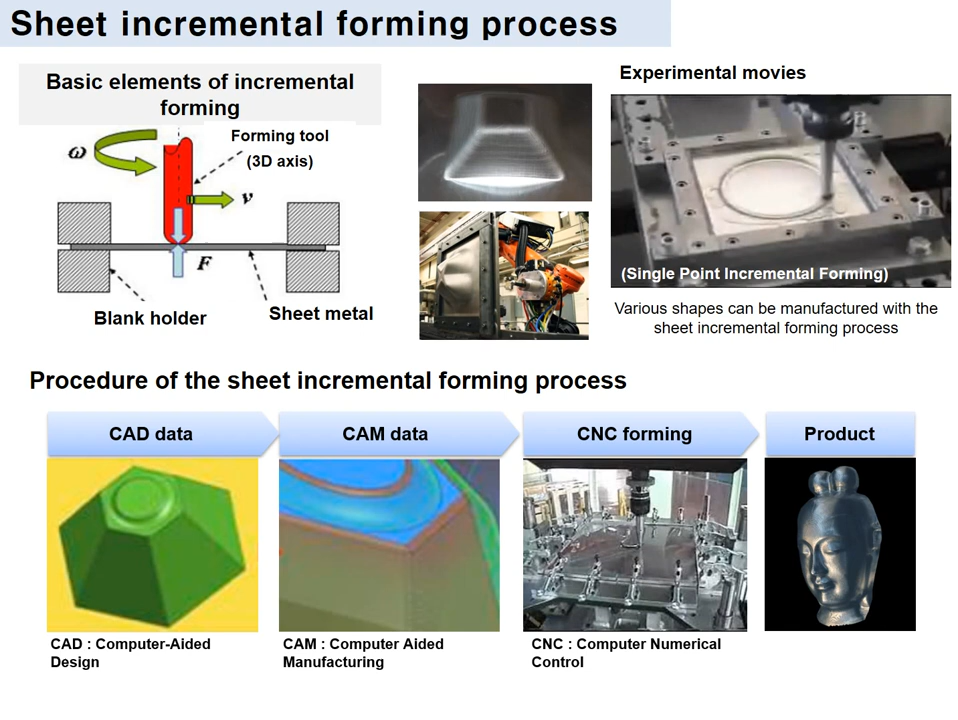 Sheet incremental forming process
Basic elements of incremental
forming
ω
Forming tool
(3D axis)
v
F
Blank holder
Sheet metal
Experimental movies
(Single Point Incremental Forming)
Various shapes can be manufactured with the
sheet incremental forming process
Procedure of the sheet incremental forming process
CAD data
CAM data
CNC forming
Product
CAD : Computer-Aided
Design
CAM : Computer Aided
Manufacturing
CNC : Computer Numerical
Control